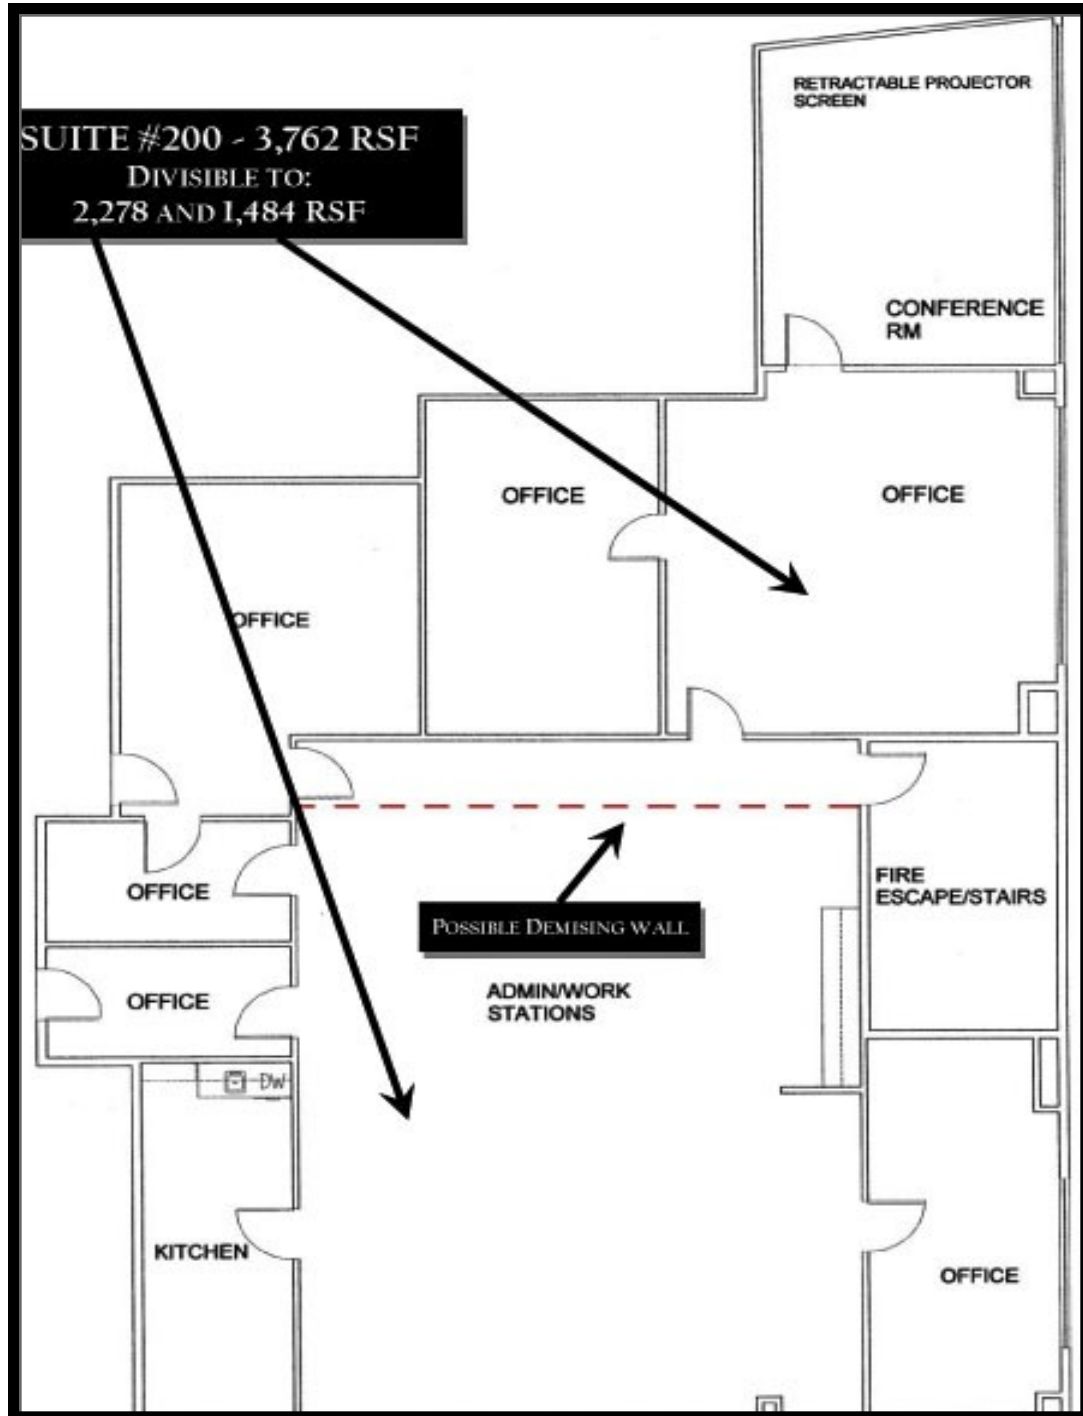 RETRACTABLE PROJECTOR
SCREEN
SUITE #200 - 3,762 RSF
DIVISIBLE TO:
2,278 AND 1,484 RSF
CONFERENCE
RM
OFFICE
OFFICE
OFFICE
OFFICE
FIRE
ESCAPE/STAIRS
POSSIBLE DEMISING WALL
ADMIN/WORK
STATIONS
OFFICE
DW
KITCHEN
OFFICE